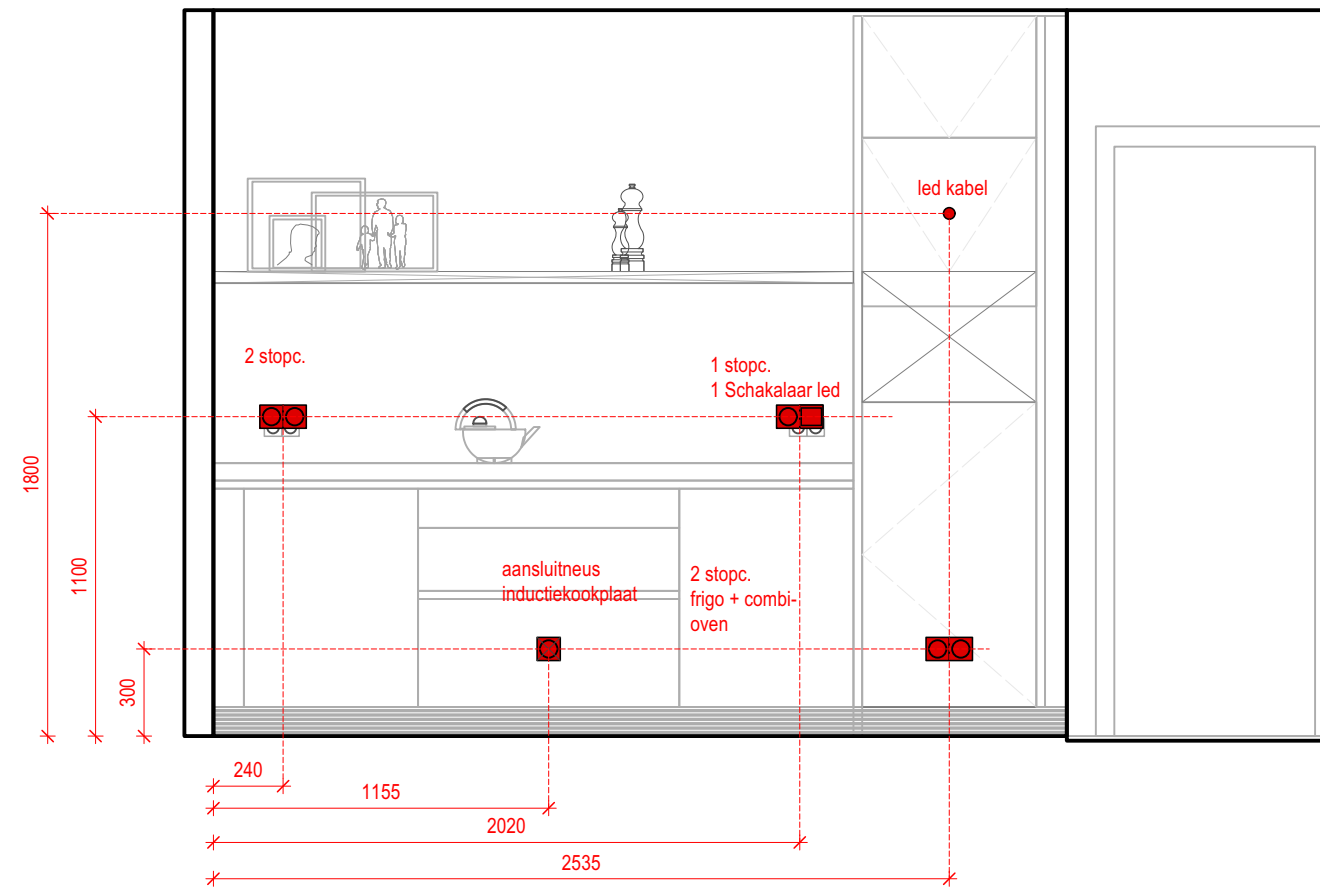 led kabel
2 stopc.
1 stopc.
1 Schakalaar led
1800
1100
aansluitneus
inductiekookplaat
2 stopc.
frigo + combi-
oven
300
240
1155
2020
2535